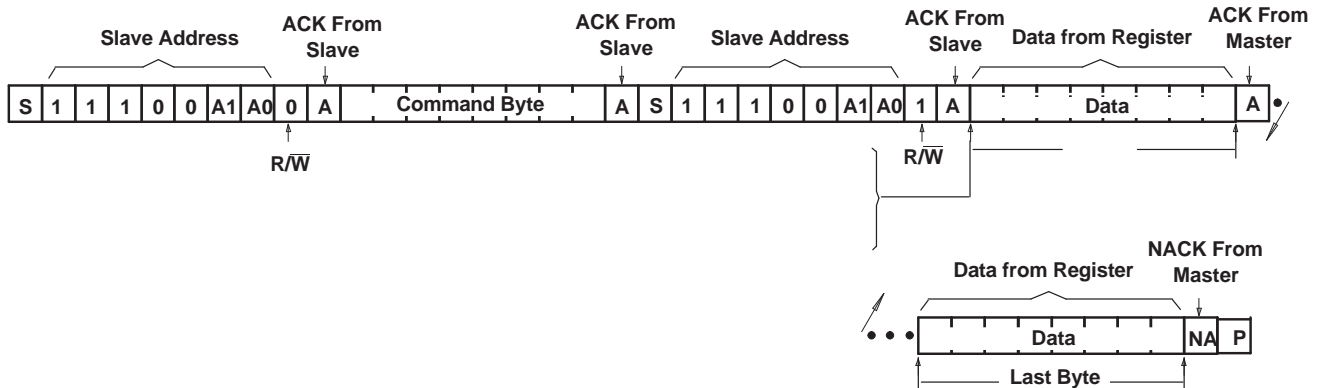 Slave Address
ACK From
Slave
ACK From
Slave
Slave Address
ACK From
Slave
Data from Register
ACK From
Master
S 1 1 1 0 0 A1 A0 0 A Command Byte A S 1 1 1 0 0 A1 A0 1 A Data A
R/W̅
R/W̅
Data from Register
NACK From
Master
Data NA P
Last Byte